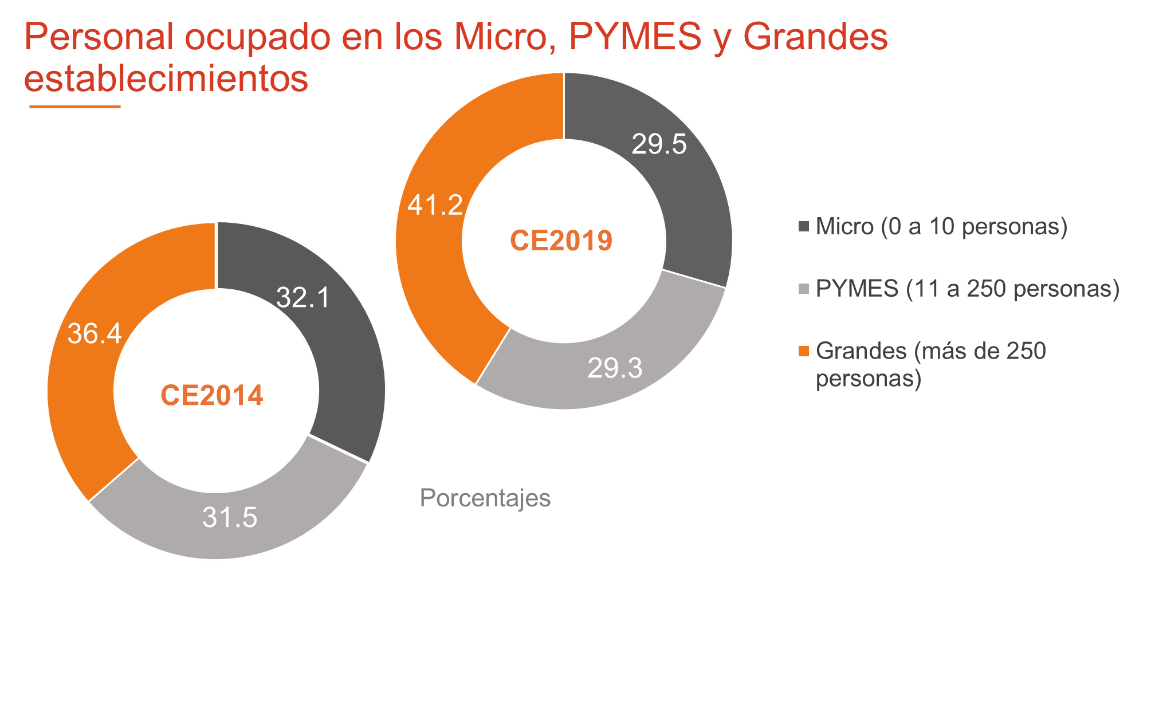 Personal ocupado en los Micro, PYMES y Grandes
establecimientos
29.5
41.2
CE2019
29.3
32.1
36.4
CE2014
31.5
Micro (0 a 10 personas)
PYMES (11 a 250 personas)
Grandes (más de 250
personas)
Porcentajes